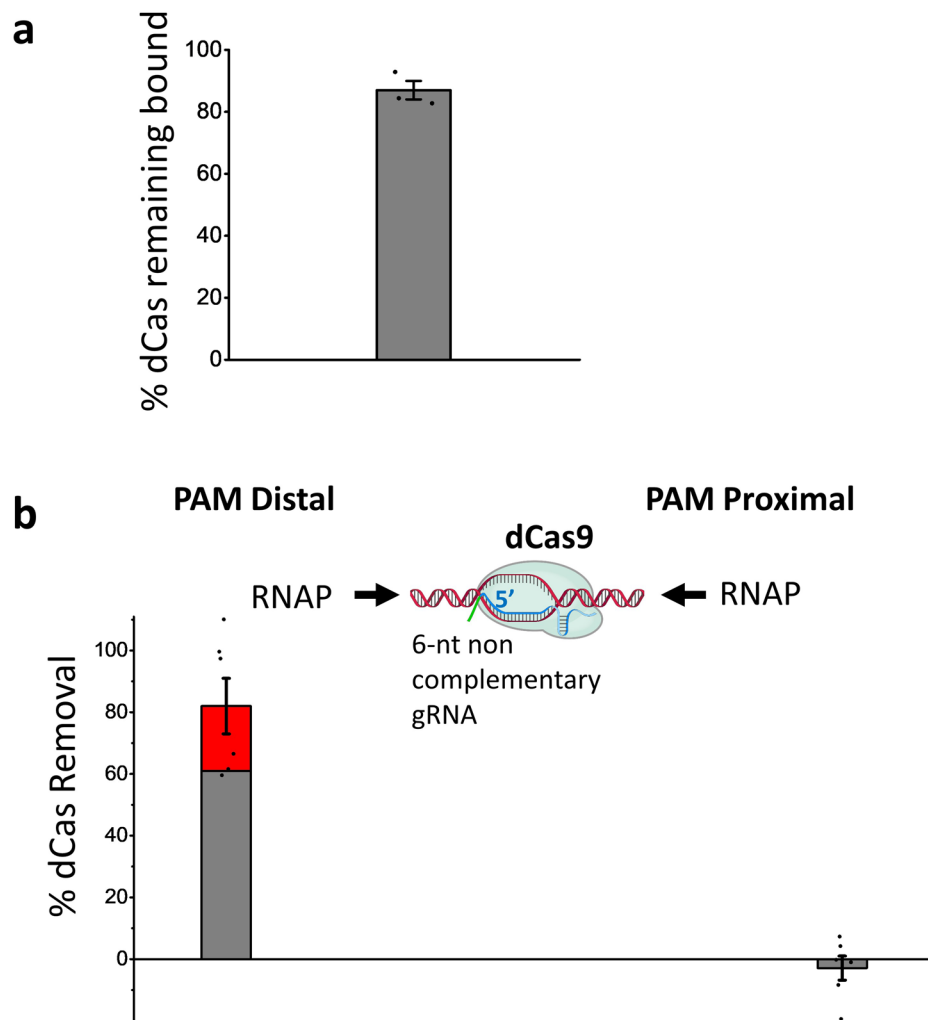 a
% dCas remaining bound
100
80
60
40
20
0
b
PAM Distal
PAM Proximal
dCas9
RNAP
5'
RNAP
6-nt non
complementary
gRNA
% dCas Removal
100
80
60
40
20
0